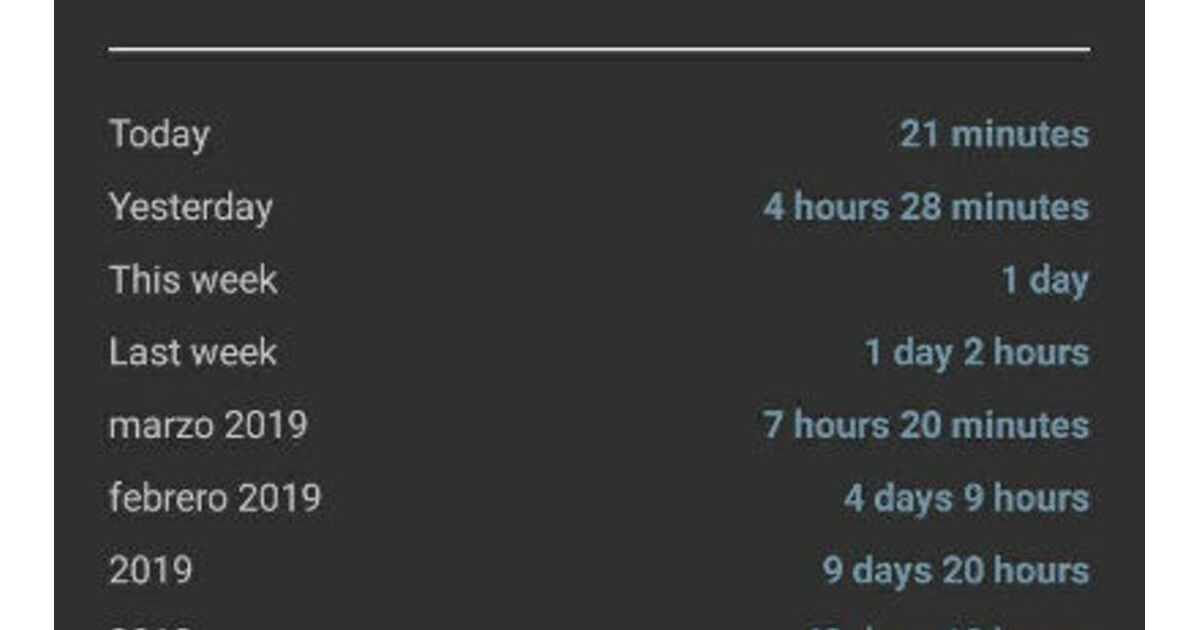 Today 21 minutes
Yesterday 4 hours 28 minutes
This week 1 day
Last week 1 day 2 hours
marzo 2019 7 hours 20 minutes
febrero 2019 4 days 9 hours
2019 9 days 20 hours